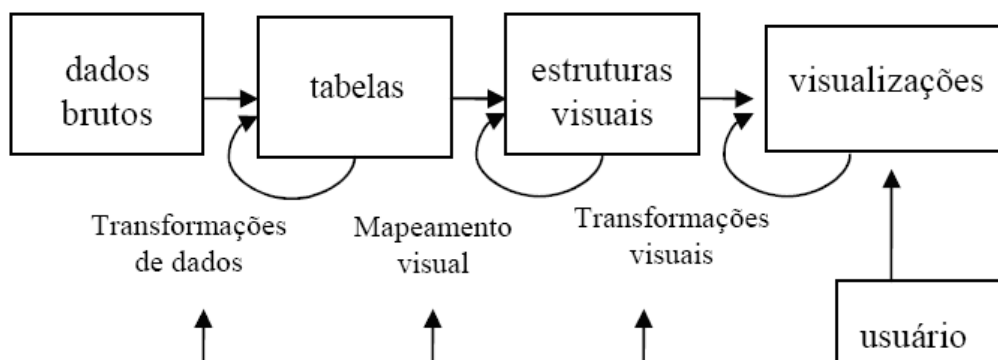 dados
brutos
tabelas
estruturas
visuais
visualizações
Transformações
de dados
Mapeamento
visual
Transformações
visuais
usuário